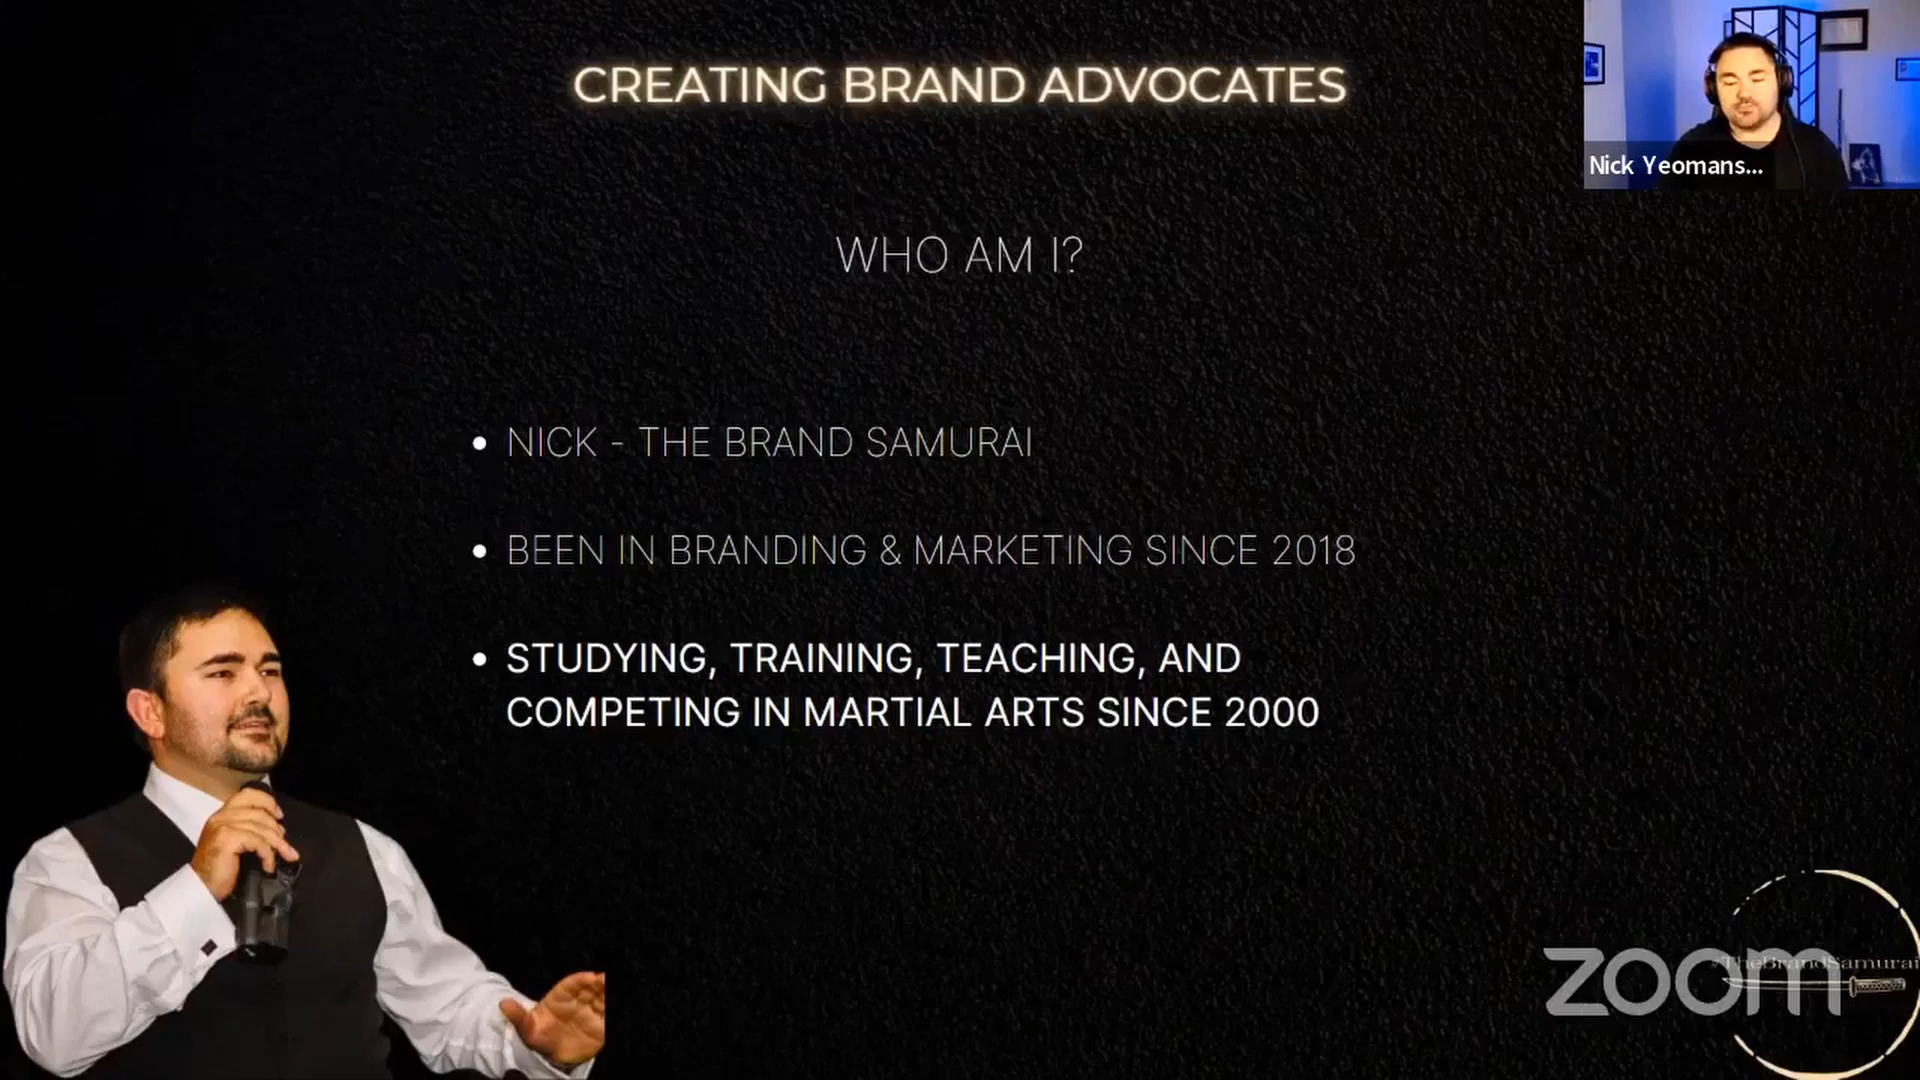 CREATING BRAND ADVOCATES
Nick Yeomans...
WHO AM I?
• NICK - THE BRAND SAMURAI
• BEEN IN BRANDING & MARKETING SINCE 2018
• STUDYING, TRAINING, TEACHING, AND
COMPETING IN MARTIAL ARTS SINCE 2000
#TheBrandSamurai
zoom